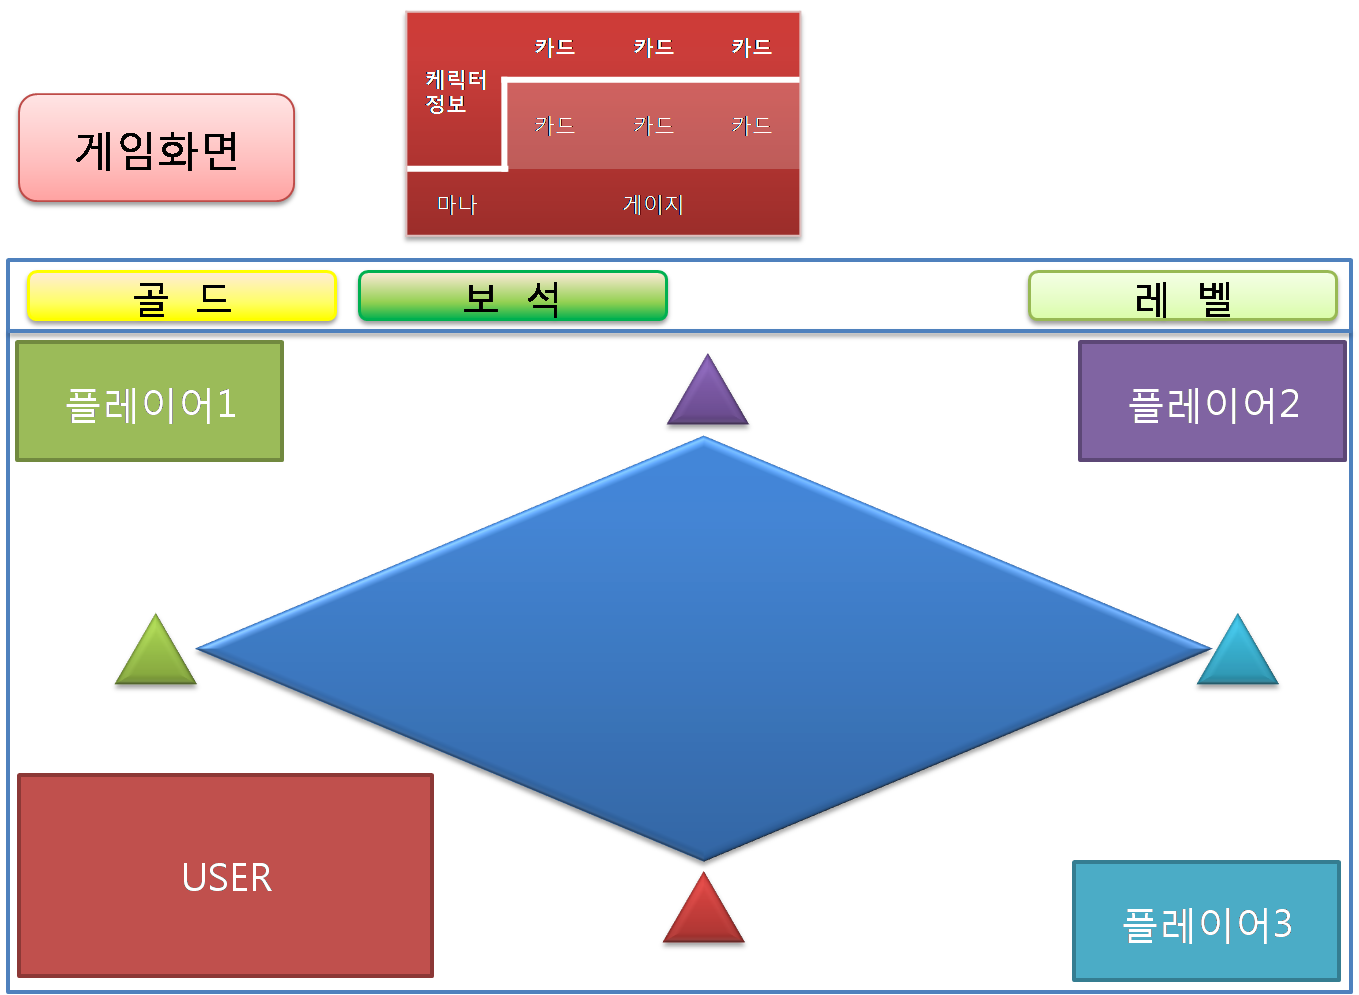 게임화면
카드 카드 카드
케릭터
정보
카드 카드 카드
마나 게이지
골 드 보 석 레 벨
플레이어1
플레이어2
USER
플레이어3